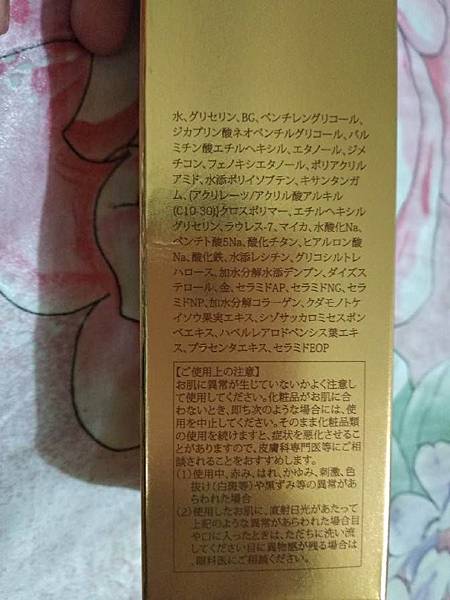 水、グリセリン、BG、ペンチレングリコール、
ジカプリン酸ネオペンチルグリコール、パル
ミチン酸エチルヘキシル、エタノール、ジメ
チコン、フェノキシエタノール、ポリアクリル
アミド、水添ポリイソブテン、キサンタンガ
ム、(アクリレーツ/アクリル酸アルキル
(C10-30))クロスポリマー、エチルヘキシル
グリセリン、ラウレス-7、マイカ、水酸化Na、
ペンテト酸5Na、酸化チタン、ヒアルロン酸
Na、酸化鉄、水添レシチン、グリコシルトレ
ハロース、加水分解水添デンプン、ダイズス
テロール、金、セラミドAP、セラミドNG、セラ
ミドNP、加水分解コラーゲン、クダモノトケ
イソウ果実エキス、シゾサッカロミセスポン
ベエキス、ハベルレアロドペンシス葉エキ
ス、プラセンタエキス、セラミドEOP
【ご使用上の注意】
お肌に異常が生じていないかよく注意し
て使用してください。化粧品がお肌に合
わないとき、即ち次のような場合には、使
用を中止してください。そのまま化粧品類
の使用を続けますと、症状を悪化させるこ
とがありますので、皮膚科専門医等にご相
談されることをおすすめします。
(1)使用中、赤み、はれ、かゆみ、刺激、色
抜け(白斑等)や黒ずみ等の異常があ
らわれた場合
(2)使用したお肌に、直射日光があたって
上記のような異常があらわれた場合目
や口に入ったときは、ただちに洗い流
してください目に異物感が残る場合は、
眼科医にご相談ください。